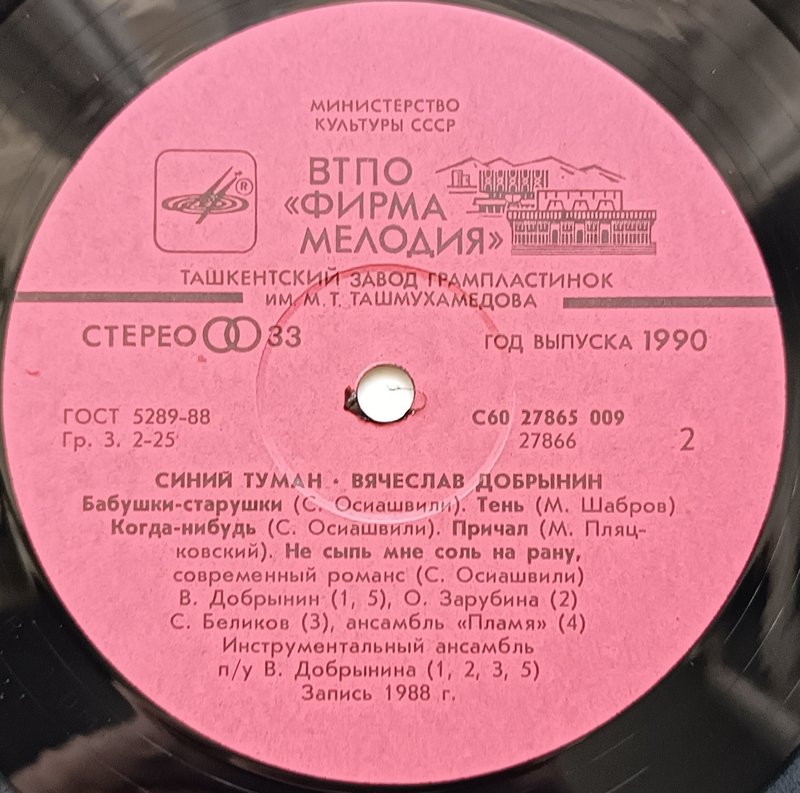 МИНИСТЕРСТВО
КУЛЬТУРЫ СССР
ВТПО
«ФИРМА
МЕЛОДИЯ»
®
ТАШКЕНТСКИЙ ЗАВОД ГРАМПЛАСТИНОК
ИМ. М. Т. ТАШМУХАМЕДОВА
СТЕРЕО 33
ГОД ВЫПУСКА 1990
ГОСТ 5289-88
Гр. 3. 2-25
С60 27865 009
27866
2
СИНИЙ ТУМАН · ВЯЧЕСЛАВ ДОБРЫНИН
Бабушки-старушки (С. Осиашвили). Тень (М. Шабров)
Когда-нибудь (С. Осиашвили). Причал (М. Пляц-
ковский). Не сыпь мне соль на рану,
современный романс (С. Осиашвили)
В. Добрынин (1, 5), О. Зарубина (2)
С. Беликов (3), ансамбль «Пламя» (4)
Инструментальный ансамбль
п/у В. Добрынина (1, 2, 3, 5)
Запись 1988 г.